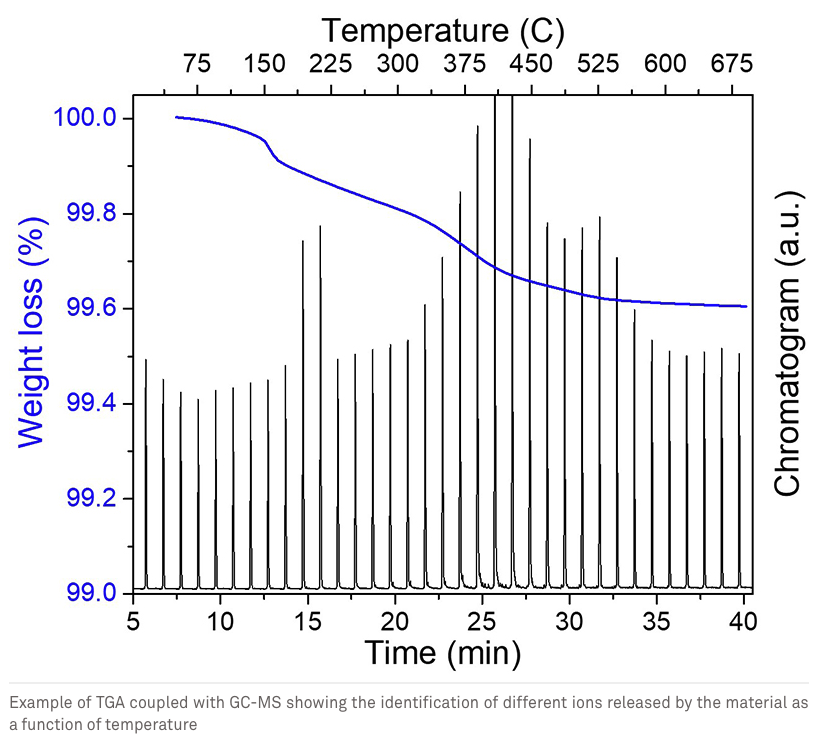 Temperature (C)
75 150 225 300 375 450 525 600 675
100.0
99.8
99.6
99.4
99.2
99.0
Weight loss (%)
Chromatogram (a.u.)
5 10 15 20 25 30 35 40
Time (min)
Example of TGA coupled with GC-MS showing the identification of different ions released by the material as
a function of temperature